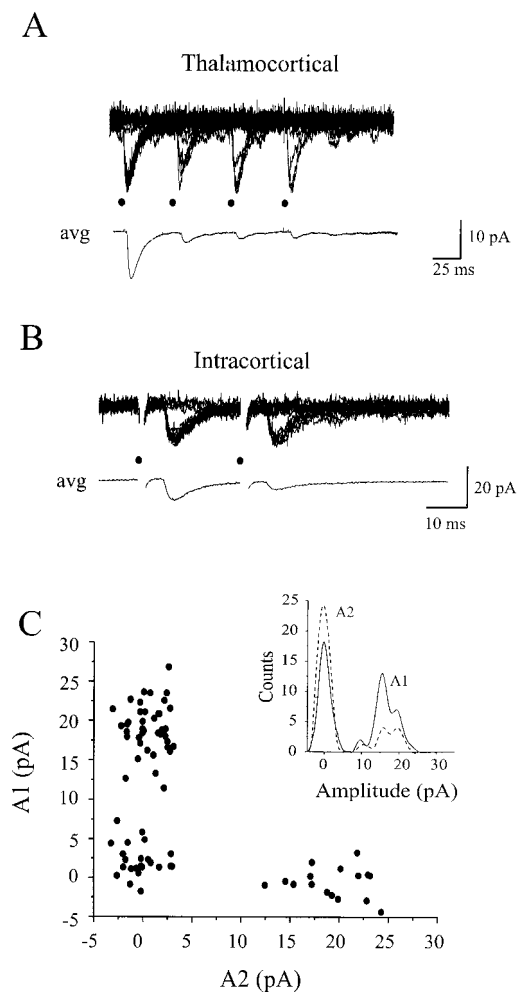 A
Thalamocortical
avg
10 pA
25 ms
B
Intracortical
avg
20 pA
10 ms
C
30
25
20
15
10
5
0
-5
A1 (pA)
-5 0 5 10 15 20 25 30
A2 (pA)
25
20
15
10
5
0
Counts
A2
A1
0 10 20 30
Amplitude (pA)